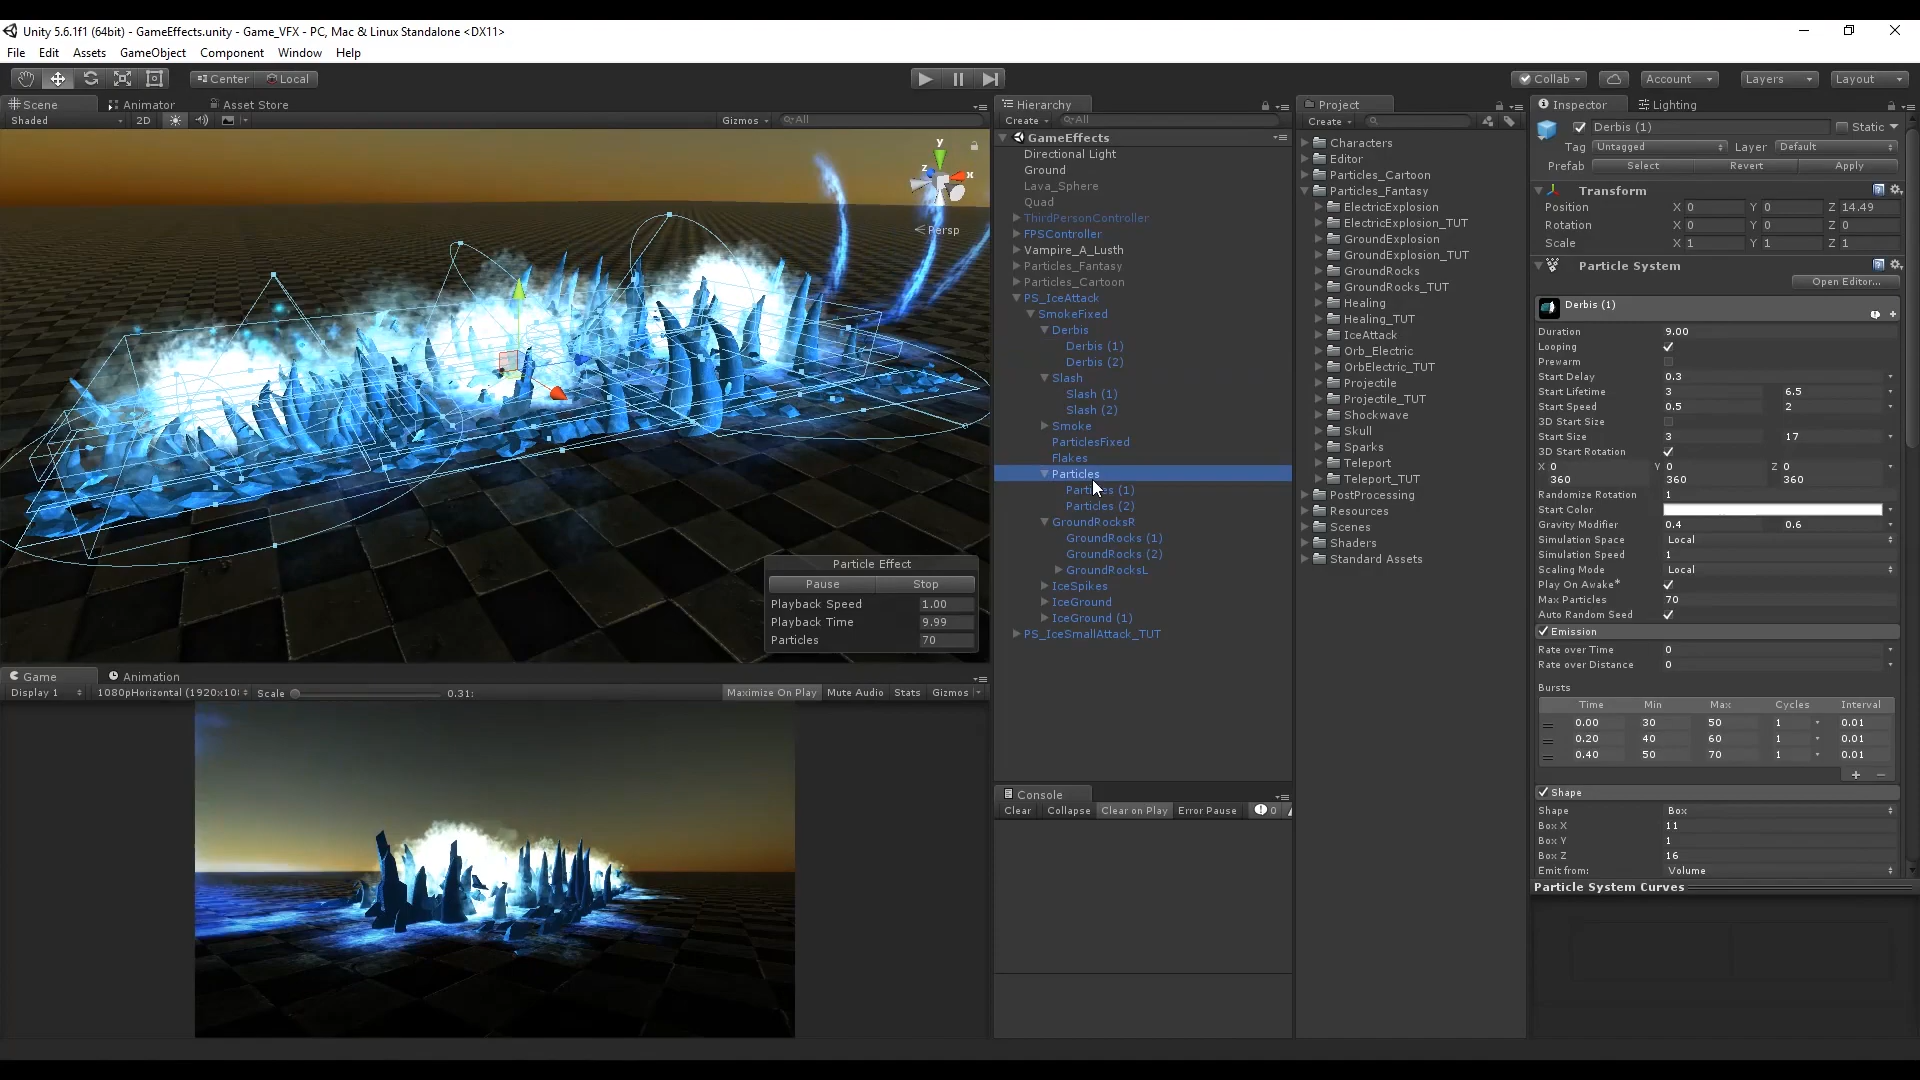 Unity 5.6.1f1 (64bit) - GameEffects.unity - Game_VFX - PC, Mac & Linux Standalone <DX11>
File Edit Assets GameObject Component Window Help
Center Local
Collab Account Layers Layout
Scene Animator Asset Store
Shaded 2D Gizmos All
y
z
x
Persp
Particle Effect
Pause Stop
Playback Speed 1.00
Playback Time 9.99
Particles 70
Game Animation
Display 1 1080pHorizontal (1920x10 Scale 0.31: Maximize On Play Mute Audio Stats Gizmos
Hierarchy
Create All
GameEffects
Directional Light
Ground
Lava_Sphere
Quad
ThirdPersonController
FPSController
Vampire_A_Lusth
Particles_Fantasy
Particles_Cartoon
PS_IceAttack
SmokeFixed
Derbis
Derbis (1)
Derbis (2)
Slash
Slash (1)
Slash (2)
Smoke
ParticlesFixed
Flakes
Particles
Particles (1)
Particles (2)
GroundRocksR
GroundRocks (1)
GroundRocks (2)
GroundRocksL
IceSpikes
IceGround
IceGround (1)
PS_IceSmallAttack_TUT
Console
Clear Collapse Clear on Play Error Pause 0
Project
Create
Characters
Editor
Particles_Cartoon
Particles_Fantasy
ElectricExplosion
ElectricExplosion_TUT
GroundExplosion
GroundExplosion_TUT
GroundRocks
GroundRocks_TUT
Healing
Healing_TUT
IceAttack
Orb_Electric
OrbElectric_TUT
Projectile
Projectile_TUT
Shockwave
Skull
Sparks
Teleport
Teleport_TUT
PostProcessing
Resources
Scenes
Shaders
Standard Assets
Inspector Lighting
Derbis (1) Static
Tag Untagged Layer Default
Prefab Select Revert Apply
Transform
Position X 0 Y 0 Z 14.49
Rotation X 0 Y 0 Z 0
Scale X 1 Y 1 Z 1
Particle System
Open Editor...
Derbis (1)
Duration 9.00
Looping
Prewarm
Start Delay 0.3
Start Lifetime 3 6.5
Start Speed 0.5 2
3D Start Size
Start Size 3 17
3D Start Rotation
X 0 Y 0 Z 0
360 360 360
Randomize Rotation 1
Start Color
Gravity Modifier 0.4 0.6
Simulation Space Local
Simulation Speed 1
Scaling Mode Local
Play On Awake*
Max Particles 70
Auto Random Seed
Emission
Rate over Time 0
Rate over Distance 0
Bursts
Time Min Max Cycles Interval
0.00 30 50 1 0.01
0.20 40 60 1 0.01
0.40 50 70 1 0.01
Shape
Shape Box
Box X 11
Box Y 1
Box Z 16
Emit from: Volume
Particle System Curves